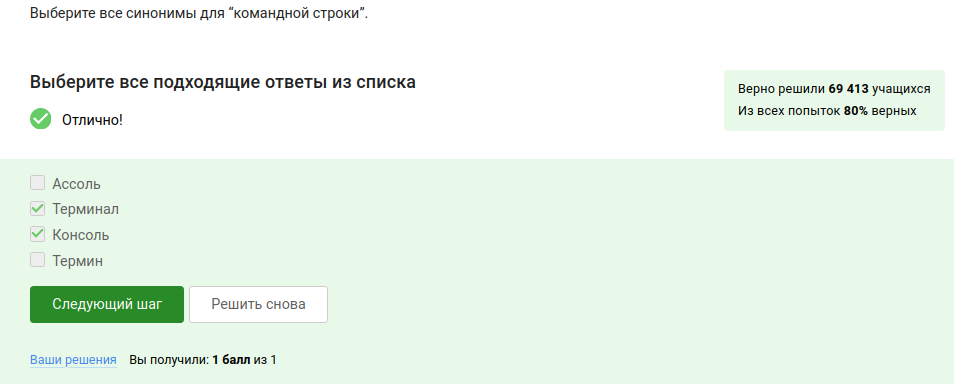 Выберите все синонимы для “командной строки”.
Выберите все подходящие ответы из списка
Верно решили 69 413 учащихся
Из всех попыток 80% верных
Отлично!
Ассоль
Терминал
Консоль
Термин
Следующий шаг
Решить снова
Ваши решения Вы получили: 1 балл из 1